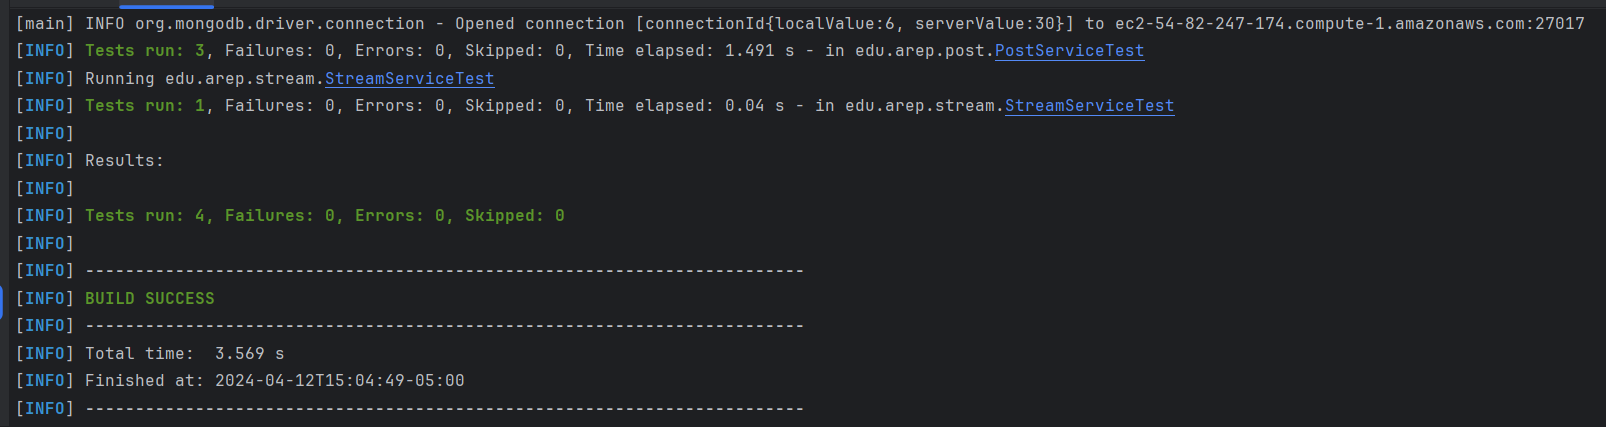 [main] INFO org.mongodb.driver.connection - Opened connection [connectionId{localValue:6, serverValue:30}] to ec2-54-82-247-174.compute-1.amazonaws.com:27017
[INFO] Tests run: 3, Failures: 0, Errors: 0, Skipped: 0, Time elapsed: 1.491 s - in edu.arep.post.PostServiceTest
[INFO] Running edu.arep.stream.StreamServiceTest
[INFO] Tests run: 1, Failures: 0, Errors: 0, Skipped: 0, Time elapsed: 0.04 s - in edu.arep.stream.StreamServiceTest
[INFO]
[INFO] Results:
[INFO]
[INFO] Tests run: 4, Failures: 0, Errors: 0, Skipped: 0
[INFO]
[INFO] ------------------------------------------------------------------------
[INFO] BUILD SUCCESS
[INFO] ------------------------------------------------------------------------
[INFO] Total time:  3.569 s
[INFO] Finished at: 2024-04-12T15:04:49-05:00
[INFO] ------------------------------------------------------------------------